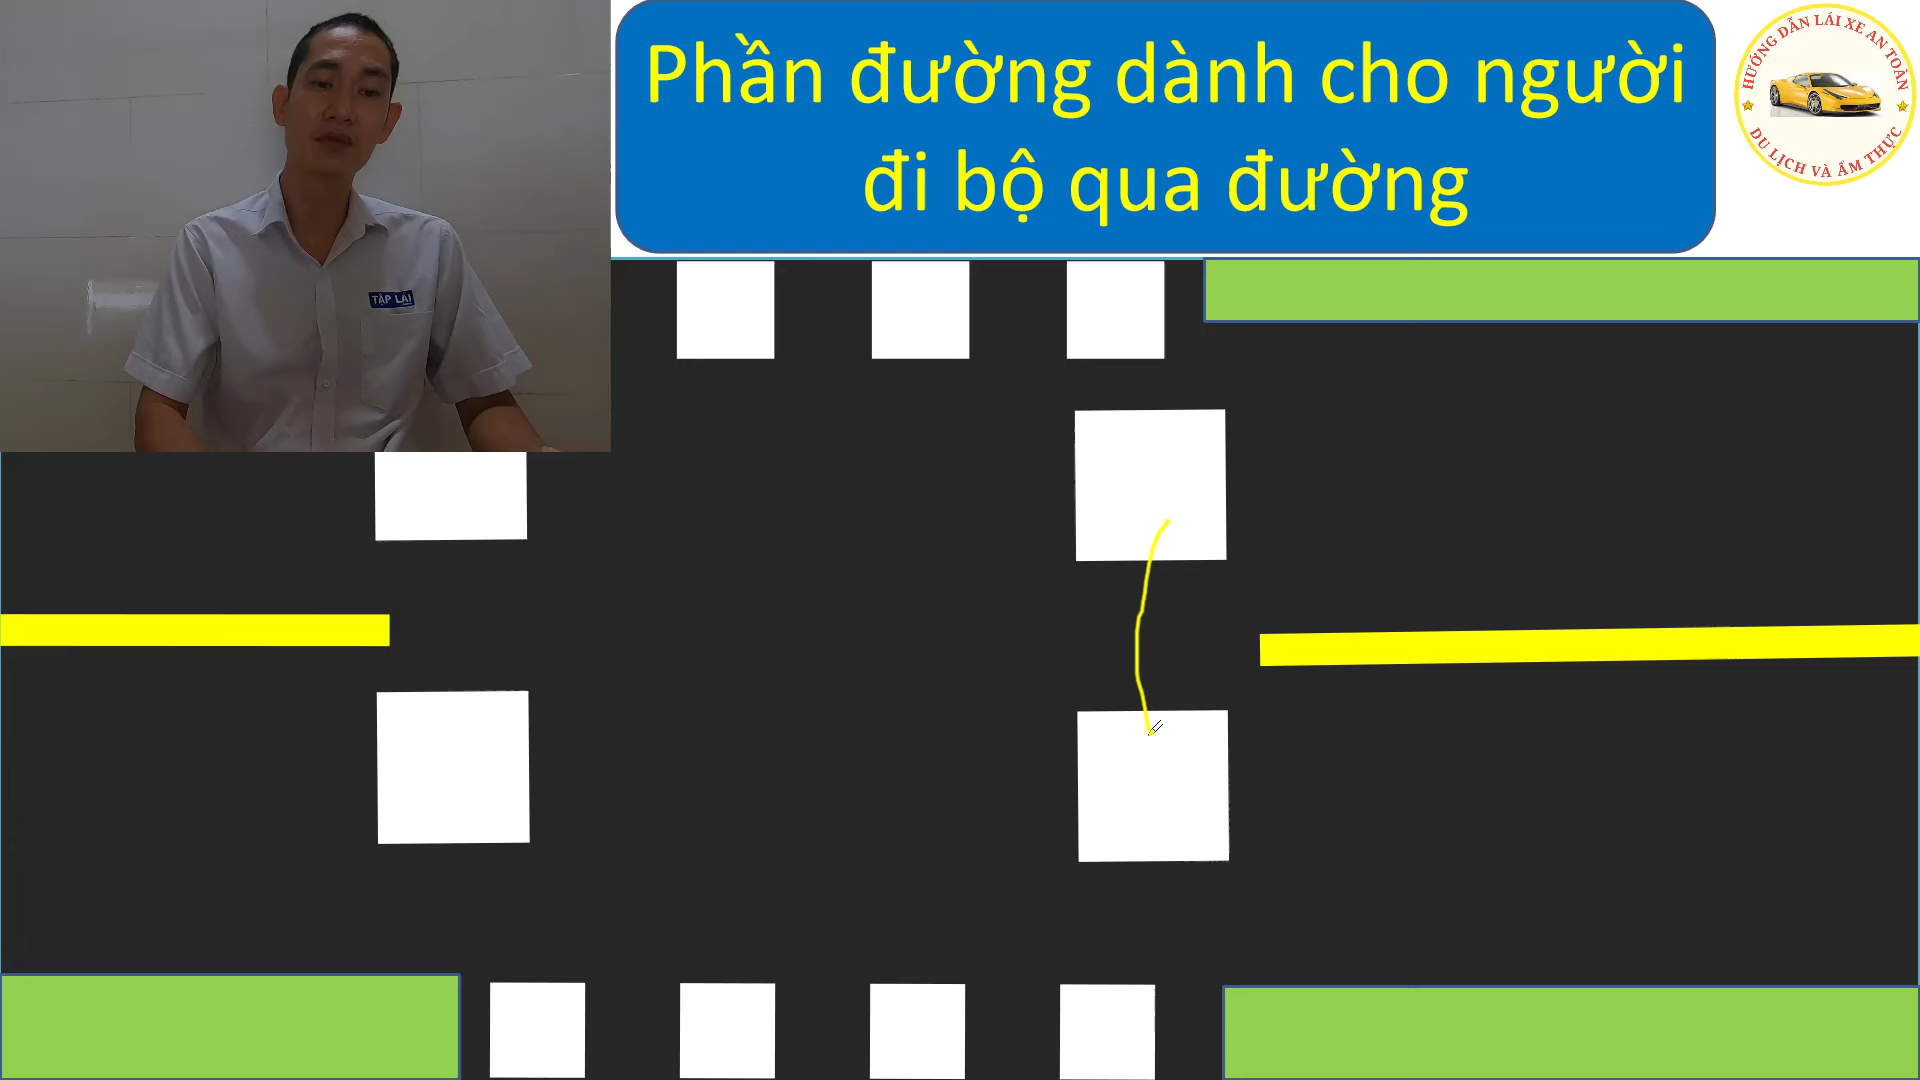 Phần đường dành cho người
đi bộ qua đường
HƯỚNG DẪN LÁI XE AN TOÀN
DU LỊCH VÀ ẨM THỰC
TẬP LÁI